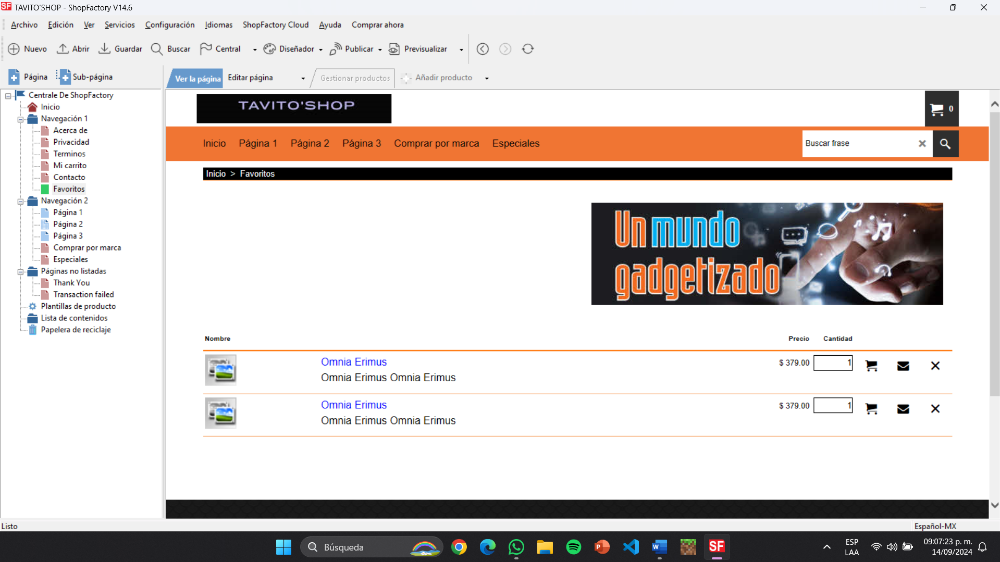 TAVITO'SHOP - ShopFactory V14.6
Archivo Edición Ver Servicios Configuración Idiomas ShopFactory Cloud Ayuda Comprar ahora
Nuevo Abrir Guardar Buscar Central Diseñador Publicar Previsualizar
Página Sub-página
Ver la página Editar página Gestionar productos Añadir producto
Centrale De ShopFactory
Inicio
Navegación 1
Acerca de
Privacidad
Terminos
Mi carrito
Contacto
Favoritos
Navegación 2
Página 1
Página 2
Página 3
Comprar por marca
Especiales
Páginas no listadas
Thank You
Transaction failed
Plantillas de producto
Lista de contenidos
Papelera de reciclaje
TAVITO'SHOP
0
Inicio Página 1 Página 2 Página 3 Comprar por marca Especiales
Buscar frase
Inicio > Favoritos
Un mundo
gadgetizado
Nombre Precio Cantidad
Omnia Erimus $ 379.00 1
Omnia Erimus Omnia Erimus
Omnia Erimus $ 379.00 1
Omnia Erimus Omnia Erimus
Listo Español-MX
Búsqueda
ESP
LAA
09:07:23 p. m.
14/09/2024